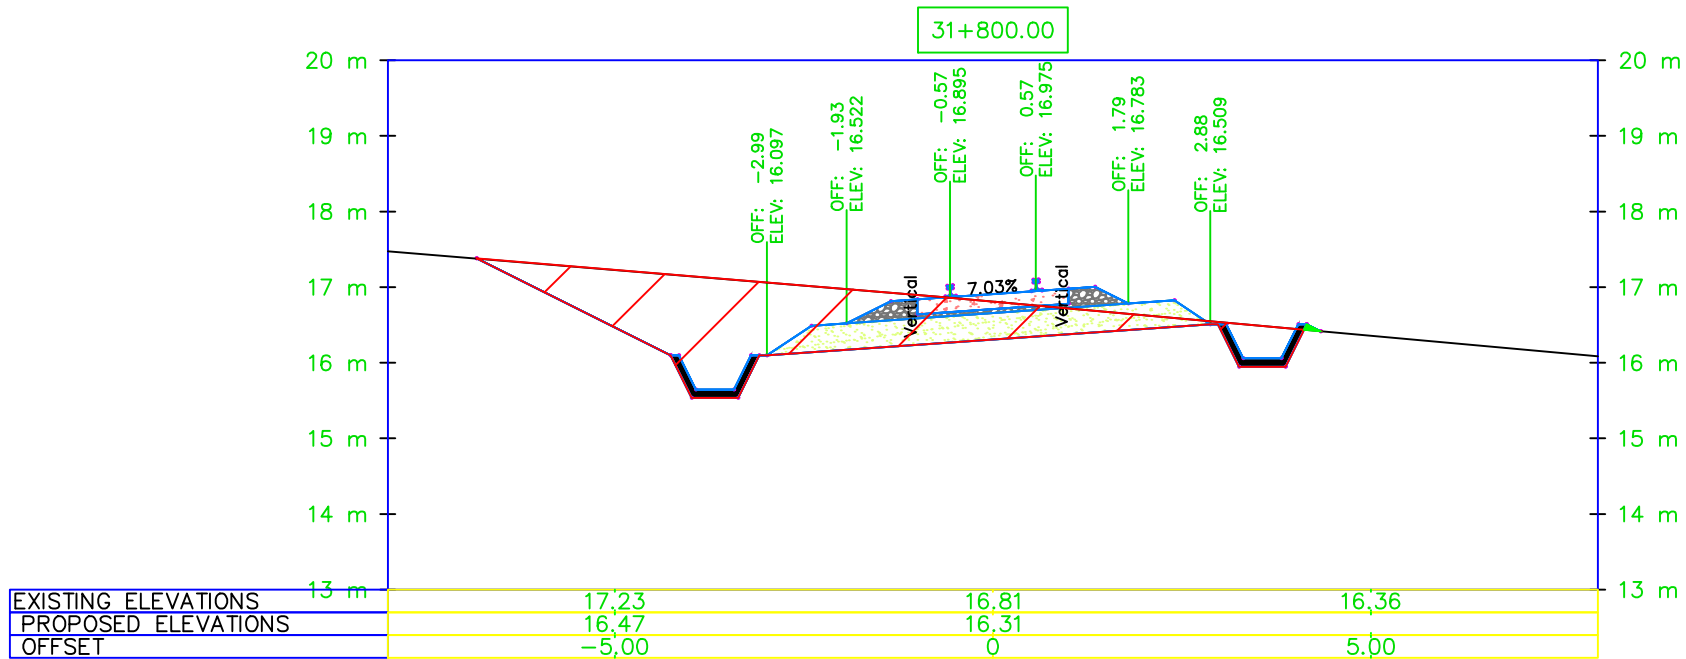 31+800.00
20 m
20 m
19 m
19 m
18 m
18 m
17 m
17 m
16 m
16 m
15 m
15 m
14 m
14 m
13 m
13 m
OFF: -2.99
ELEV: 16.097
OFF: -1.93
ELEV: 16.522
OFF: -0.57
ELEV: 16.895
OFF: 0.57
ELEV: 16.975
OFF: 1.79
ELEV: 16.783
OFF: 2.88
ELEV: 16.509
Vertical
7.03%
Vertical
EXISTING ELEVATIONS 17.23 16.81 16.36
PROPOSED ELEVATIONS 16.47 16.31
OFFSET -5.00 0 5.00